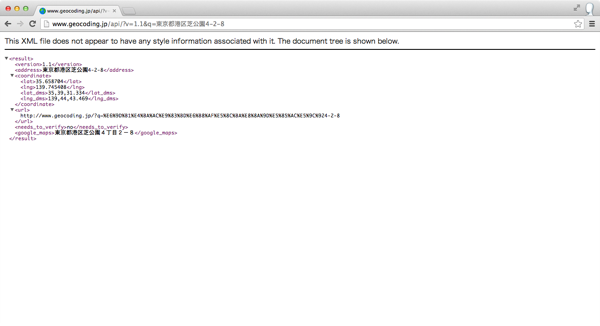 www.geocoding.jp/api/?v=
www.geocoding.jp/api/?v=1.1&q=東京都港区芝公園4-2-8
This XML file does not appear to have any style information associated with it. The document tree is shown below.
▼<result>
<version>1.1</version>
<address>東京都港区芝公園4-2-8</address>
▼<coordinate>
<lat>35.658704</lat>
<lng>139.745408</lng>
<lat_dms>35,39,31.334</lat_dms>
<lng_dms>139,44,43.469</lng_dms>
</coordinate>
▼<url>
http://www.geocoding.jp/?q=%E6%9D%B1%E4%BA%AC%E9%83%BD%E6%B8%AF%E5%8C%BA%E8%8A%9D%E5%85%AC%E5%9C%924-2-8
</url>
<needs_to_verify>no</needs_to_verify>
<google_maps>東京都港区芝公園４丁目２−８</google_maps>
</result>